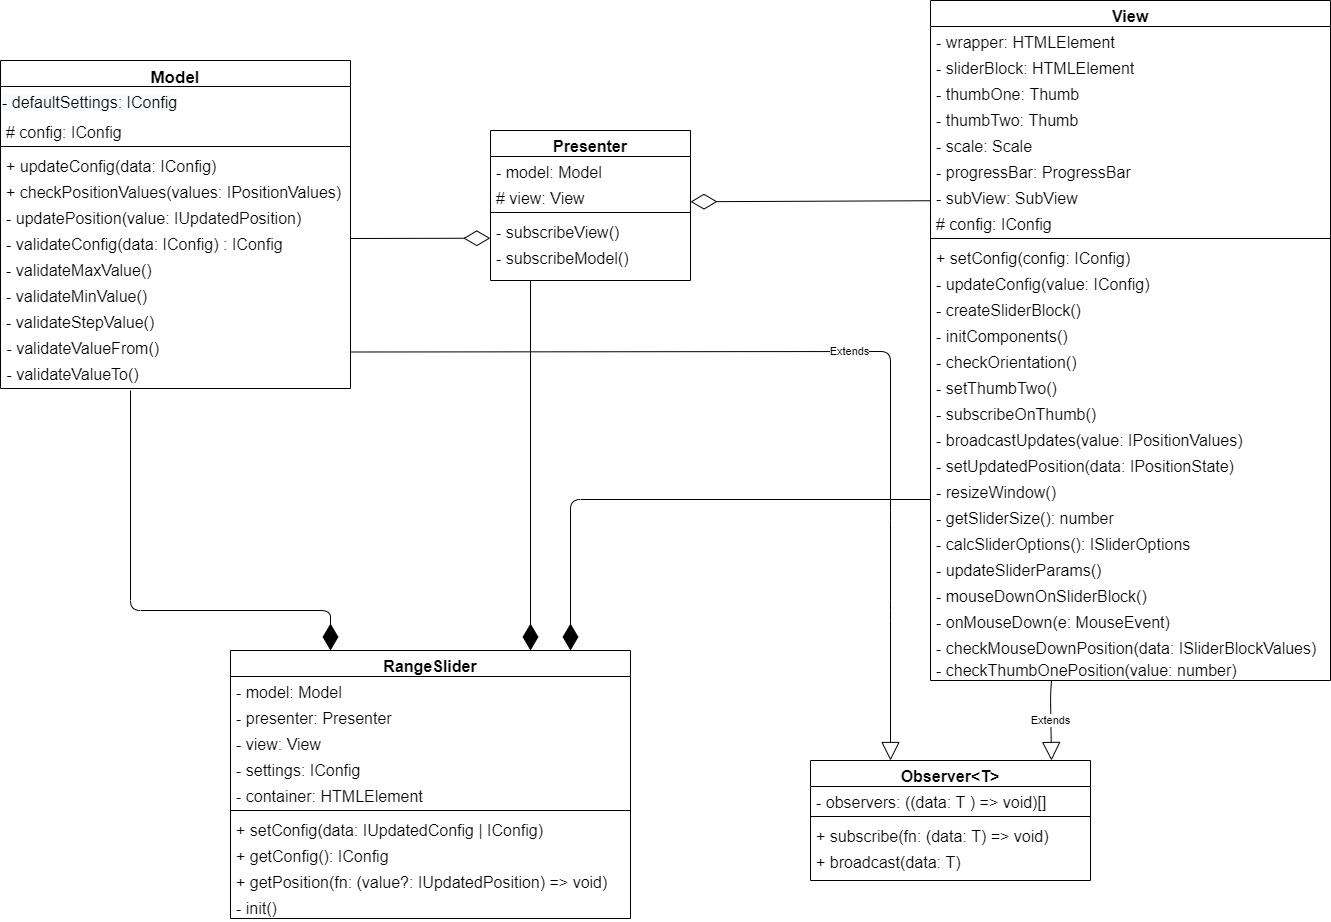 Model
- defaultSettings: IConfig
# config: IConfig
+ updateConfig(data: IConfig)
+ checkPositionValues(values: IPositionValues)
- updatePosition(value: IUpdatedPosition)
- validateConfig(data: IConfig) : IConfig
- validateMaxValue()
- validateMinValue()
- validateStepValue()
- validateValueFrom()
- validateValueTo()
Presenter
- model: Model
# view: View
- subscribeView()
- subscribeModel()
View
- wrapper: HTMLElement
- sliderBlock: HTMLElement
- thumbOne: Thumb
- thumbTwo: Thumb
- scale: Scale
- progressBar: ProgressBar
- subView: SubView
# config: IConfig
+ setConfig(config: IConfig)
- updateConfig(value: IConfig)
- createSliderBlock()
- initComponents()
- checkOrientation()
- setThumbTwo()
- subscribeOnThumb()
- broadcastUpdates(value: IPositionValues)
- setUpdatedPosition(data: IPositionState)
- resizeWindow()
- getSliderSize(): number
- calcSliderOptions(): ISliderOptions
- updateSliderParams()
- mouseDownOnSliderBlock()
- onMouseDown(e: MouseEvent)
- checkMouseDownPosition(data: ISliderBlockValues)
- checkThumbOnePosition(value: number)
Extends
Extends
RangeSlider
- model: Model
- presenter: Presenter
- view: View
- settings: IConfig
- container: HTMLElement
+ setConfig(data: IUpdatedConfig | IConfig)
+ getConfig(): IConfig
+ getPosition(fn: (value?: IUpdatedPosition) => void)
- init()
Observer<T>
- observers: ((data: T ) => void)[]
+ subscribe(fn: (data: T) => void)
+ broadcast(data: T)